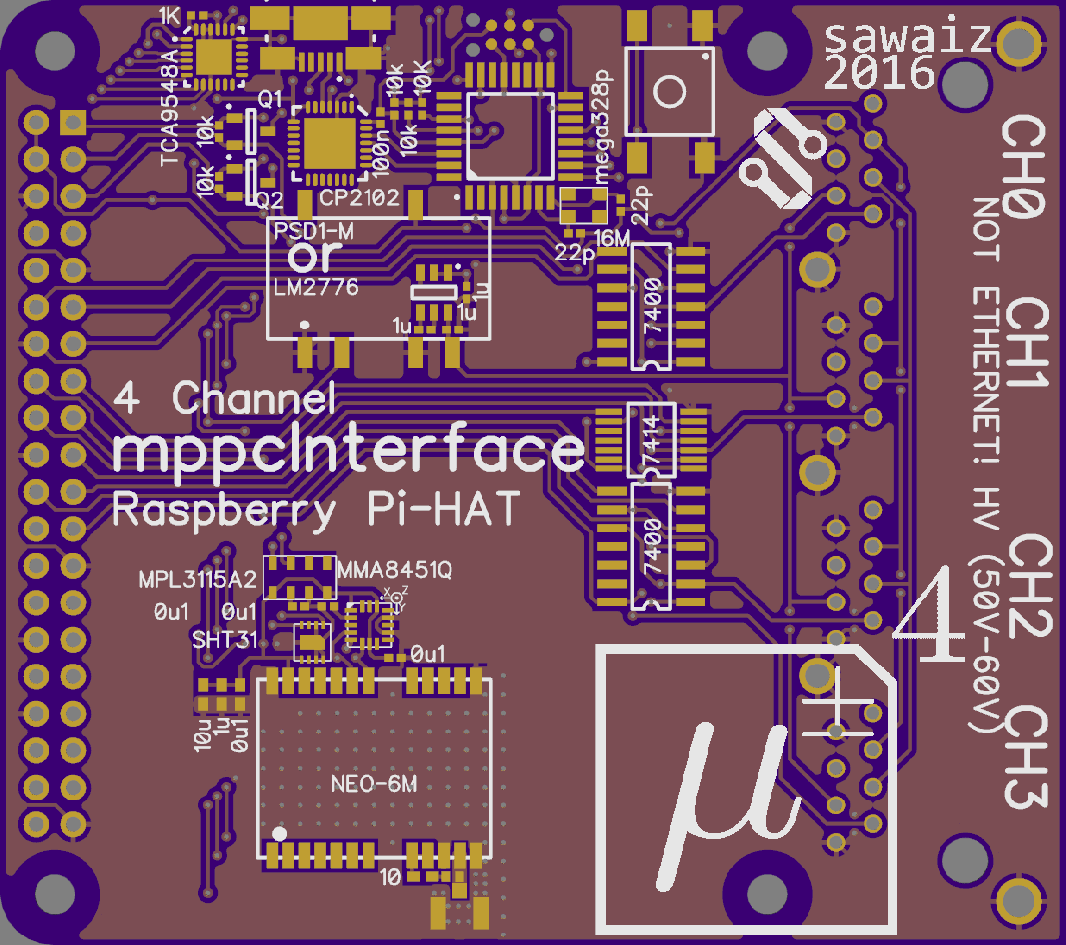 1K
sawaiz
2016
TCA9548A
10k
10K
mega328p
Q1
10k
10k
100n
CH0
10k
Q2
CP2102
22p
NOT ETHERNET! HV (50V-60V)
PSD1-M
16M
or
22p
LM2776
1u
1u
1u
7400
CH1
4 Channel
mppcInterface
7414
Raspberry Pi-HAT
7400
CH2
MPL3115A2
MMA8451Q
X
Z
Y
0u1
0u1
SHT31
0u1
4
+
CH3
10u
1u
0u1
μ
NEO-6M
10